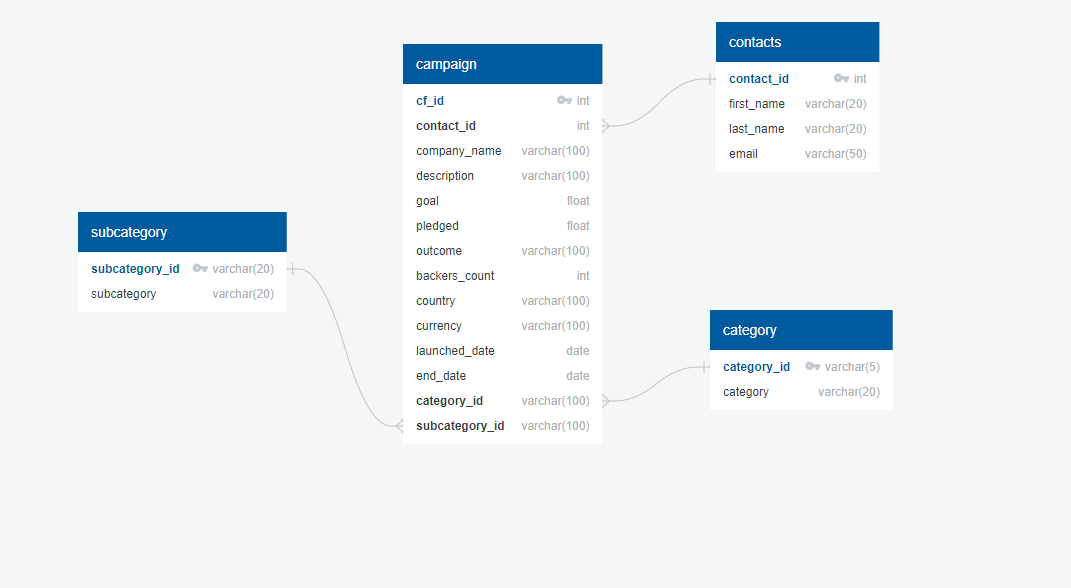 campaign
cf_id int
contact_id int
company_name varchar(100)
description varchar(100)
goal float
pledged float
outcome varchar(100)
backers_count int
country varchar(100)
currency varchar(100)
launched_date date
end_date date
category_id varchar(100)
subcategory_id varchar(100)
contacts
contact_id int
first_name varchar(20)
last_name varchar(20)
email varchar(50)
subcategory
subcategory_id varchar(20)
subcategory varchar(20)
category
category_id varchar(5)
category varchar(20)